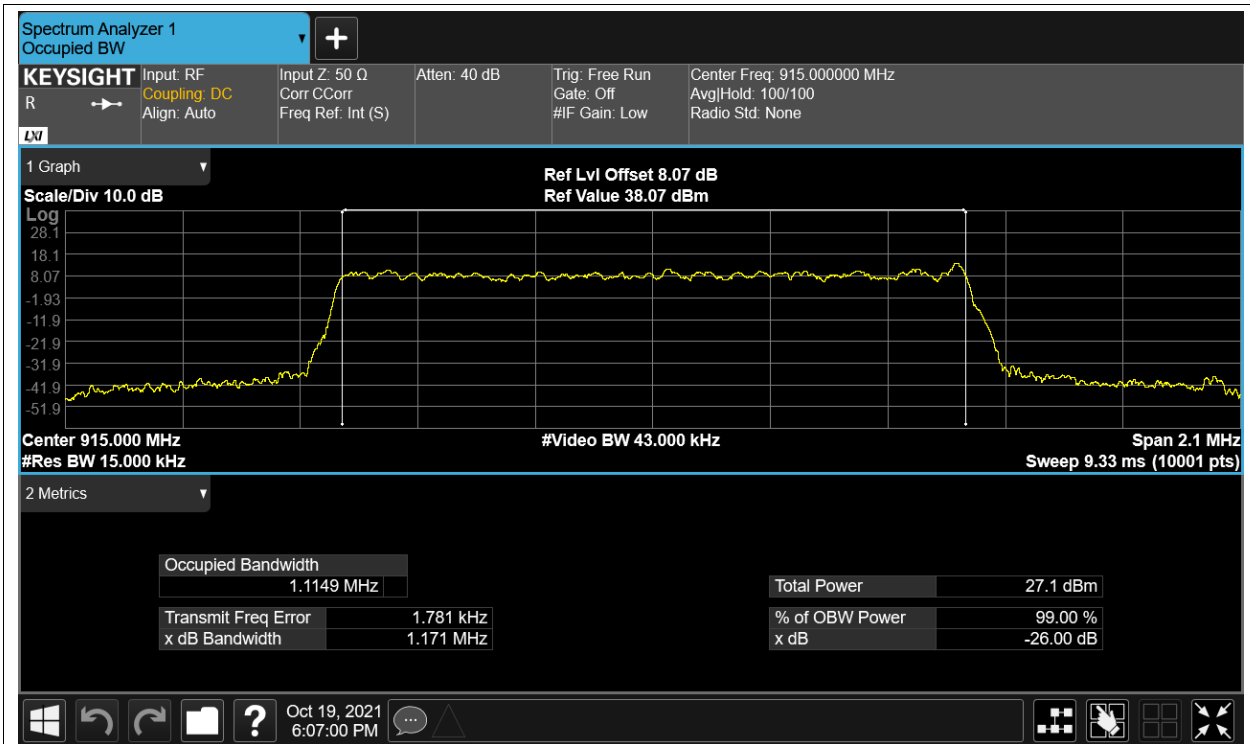 Spectrum Analyzer 1
Occupied BW
KEYSIGHT
R
LXI
Input: RF
Coupling: DC
Align: Auto
Input Z: 50 Ω
Corr CCorr
Freq Ref: Int (S)
Atten: 40 dB
Trig: Free Run
Gate: Off
#IF Gain: Low
Center Freq: 915.000000 MHz
Avg|Hold: 100/100
Radio Std: None
1 Graph
Scale/Div 10.0 dB
Ref Lvl Offset 8.07 dB
Ref Value 38.07 dBm
Log
28.1
18.1
8.07
-1.93
-11.9
-21.9
-31.9
-41.9
-51.9
Center 915.000 MHz
#Video BW 43.000 kHz
Span 2.1 MHz
#Res BW 15.000 kHz
Sweep 9.33 ms (10001 pts)
2 Metrics
Occupied Bandwidth
1.1149 MHz
Transmit Freq Error 1.781 kHz
x dB Bandwidth 1.171 MHz
Total Power 27.1 dBm
% of OBW Power 99.00 %
x dB -26.00 dB
?
Oct 19, 2021
6:07:00 PM